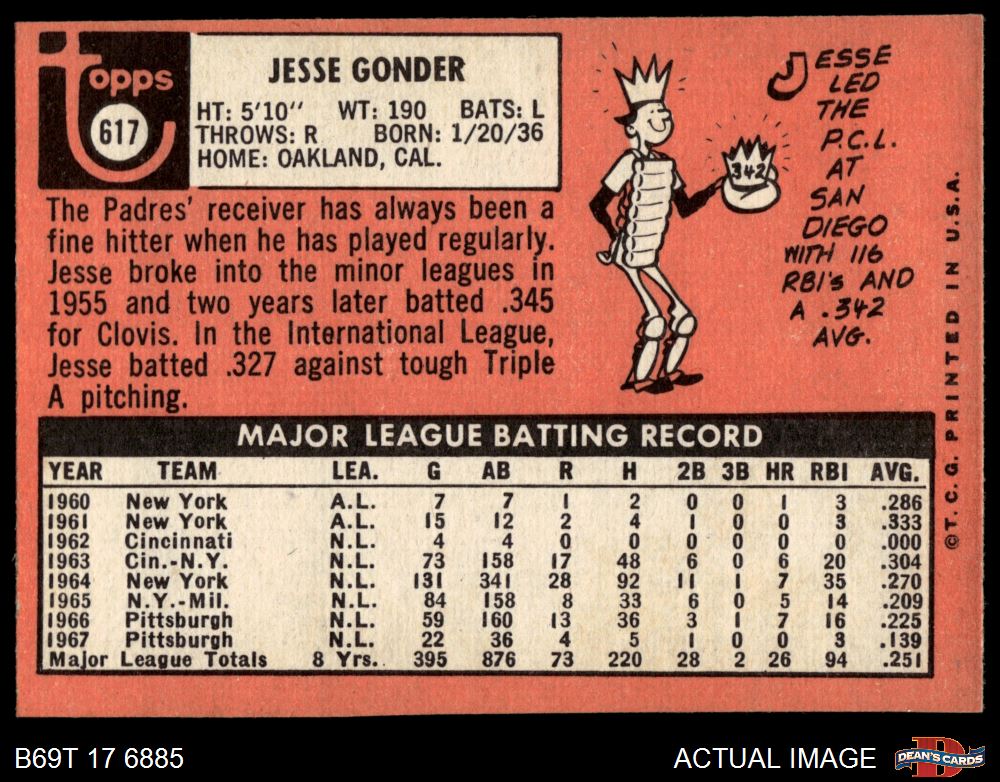 Topps
617
JESSE GONDER
HT: 5'10" WT: 190 BATS: L
THROWS: R BORN: 1/20/36
HOME: OAKLAND, CAL.
The Padres' receiver has always been a
fine hitter when he has played regularly.
Jesse broke into the minor leagues in
1955 and two years later batted .345
for Clovis. In the International League,
Jesse batted .327 against tough Triple
A pitching.
342
JESSE
LED
THE
P.C.L.
AT
SAN
DIEGO
WITH 116
RBI's AND
A .342
AVG.
MAJOR LEAGUE BATTING RECORD
YEAR TEAM LEA. G AB R H 2B 3B HR RBI AVG.
1960 New York A.L. 7 7 1 2 0 0 1 3 .286
1961 New York A.L. 15 12 2 4 1 0 0 3 .333
1962 Cincinnati N.L. 4 4 0 0 0 0 0 0 .000
1963 Cin.-N.Y. N.L. 73 158 17 48 6 0 6 20 .304
1964 New York N.L. 131 341 28 92 11 1 7 35 .270
1965 N.Y.-Mil. N.L. 84 158 8 33 6 0 5 14 .209
1966 Pittsburgh N.L. 59 160 13 36 3 1 7 16 .225
1967 Pittsburgh N.L. 22 36 4 5 1 0 0 3 .139
Major League Totals 8 Yrs. 395 876 73 220 28 2 26 94 .251
©T.C.G. PRINTED IN U.S.A.
B69T 17 6885
ACTUAL IMAGE
D
DEAN'S CARDS